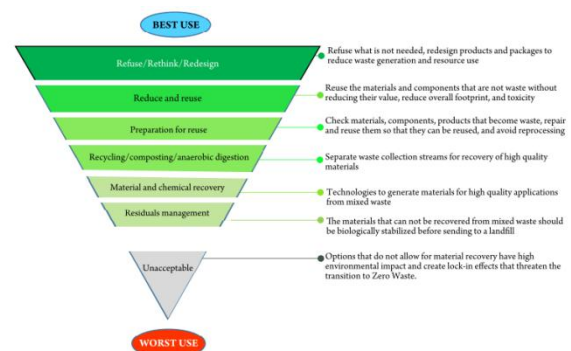 BEST USE
Refuse/Rethink/Redesign
Refuse what is not needed, redesign products and packages to
reduce waste generation and resource use
Reduce and reuse
Reuse the materials and components that are not waste without
reducing their value, reduce overall footprint, and toxicity
Preparation for reuse
Check materials, components, products that become waste, repair
and reuse them so that they can be reused, and avoid reprocessing
Recycling/composting/anaerobic digestion
Separate waste collection streams for recovery of high quality
materials
Material and chemical recovery
Technologies to generate materials for high quality applications
from mixed waste
Residuals management
The materials that can not be recovered from mixed waste should
be biologically stabilized before sending to a landfill
Unacceptable
Options that do not allow for material recovery have high
environmental impact and create lock-in effects that threaten the
transition to Zero Waste.
WORST USE